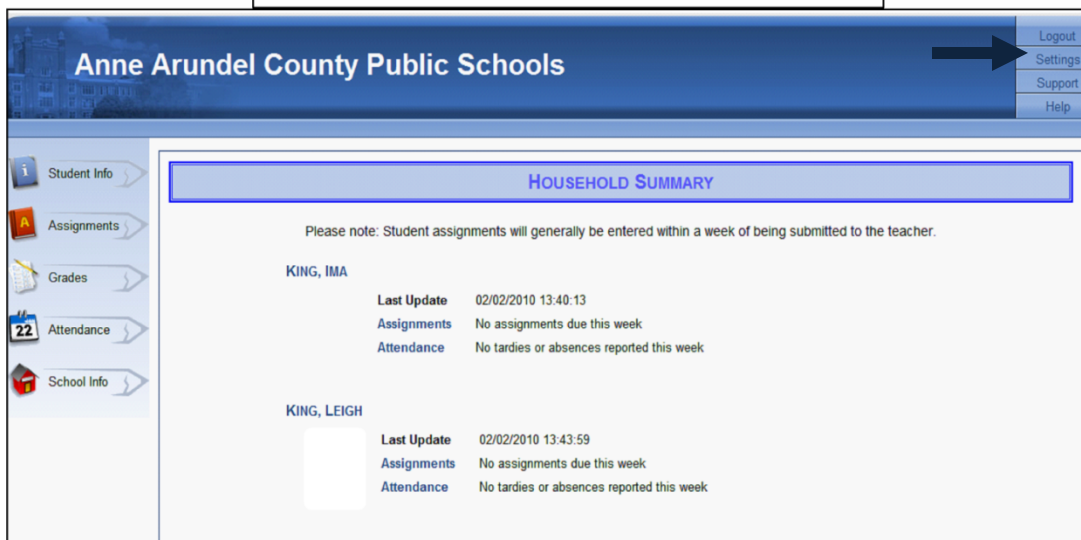 Anne Arundel County Public Schools
Logout
Settings
Support
Help
Student Info
Assignments
Grades
22 Attendance
School Info
HOUSEHOLD SUMMARY
Please note: Student assignments will generally be entered within a week of being submitted to the teacher.
KING, IMA
Last Update 02/02/2010 13:40:13
Assignments No assignments due this week
Attendance No tardies or absences reported this week
KING, LEIGH
Last Update 02/02/2010 13:43:59
Assignments No assignments due this week
Attendance No tardies or absences reported this week